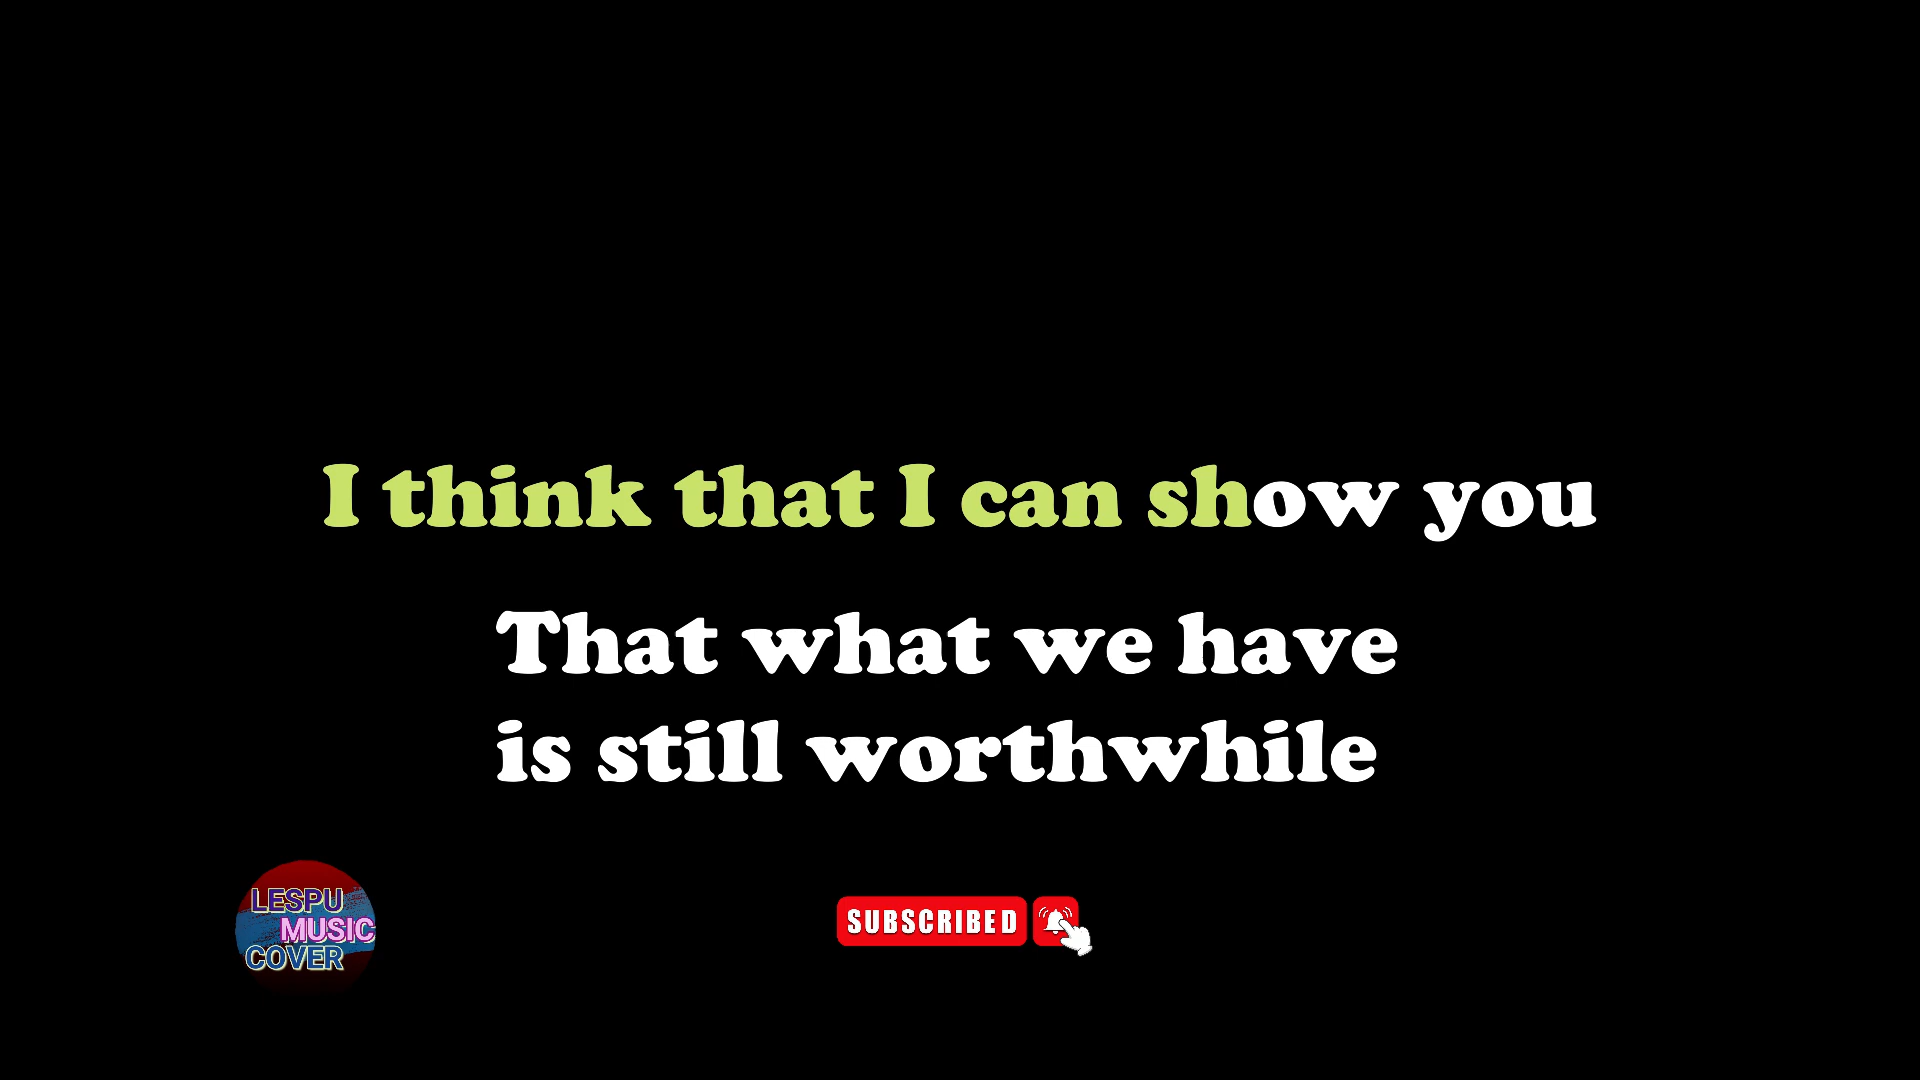 I think that I can show you
That what we have
is still worthwhile
LESPU
MUSIC
COVER
SUBSCRIBED